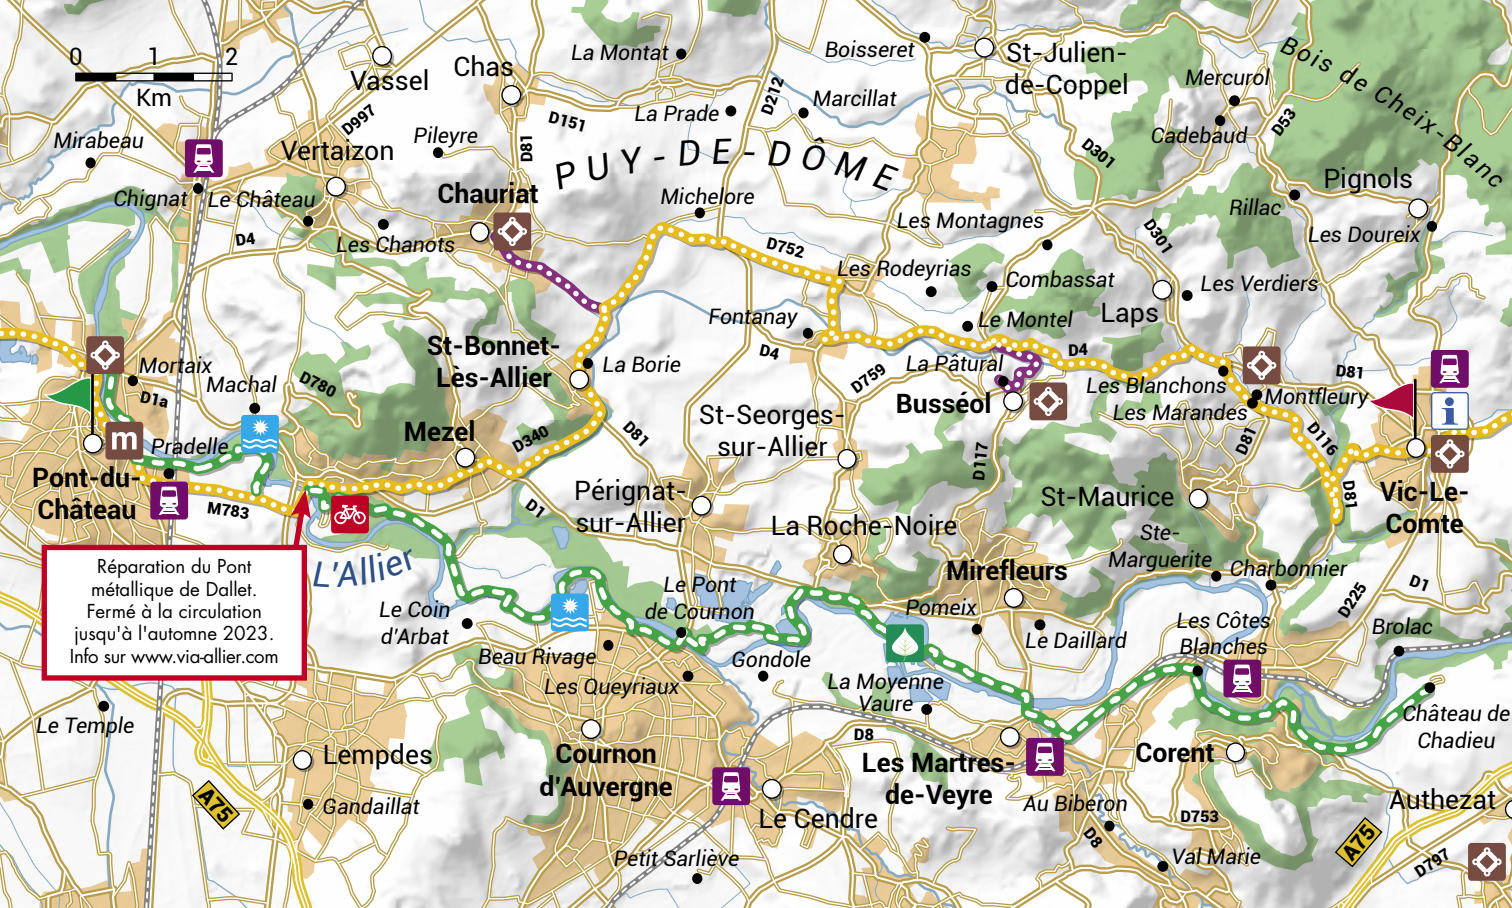 0 1 2
Km
Vassel
Chas
La Montat
Boisseret
St-Julien-
de-Coppel
Mercurol
Bois de Cheix-Blanc
D997
D151
La Prade
D212
Marcillat
D53
Mirabeau
Pileyre
D81
Cadebaud
Vertaizon
PUY-DE-DÔME
D301
Pignols
Chignat
Le Château
Chauriat
Michelore
Rillac
Les Montagnes
D4
Les Chanots
D752
D301
Les Doureix
Les Rodeyrias
Combassat
Les Verdiers
Fontanay
Le Montel
Laps
St-Bonnet-
Lès-Allier
La Borie
D4
La Pâtural
D4
D81
Mortaix
D1a
Machal
D780
D759
Les Blanchons
Montfleury
Busséol
Les Marandes
i
St-Seorges-
sur-Allier
m
Pradelle
Mezel
D340
D81
D117
D81
D116
Pont-du-
Château
M783
D1
Pérignat-
sur-Allier
St-Maurice
D81
Vic-Le-
Comte
La Roche-Noire
Ste-
Marguerite
Charbonnier
Réparation du Pont
métallique de Dallet.
Fermé à la circulation
jusqu'à l'automne 2023.
Info sur www.via-allier.com
L'Allier
Mirefleurs
D1
D225
Le Coin
d'Arbat
Le Pont
de Cournon
Pomeix
Le Daillard
Les Côtes
Blanches
Brolac
Beau Rivage
Gondole
Les Queyriaux
La Moyenne
Vaure
Le Temple
Château de
Chadieu
Lempdes
Cournon
d'Auvergne
D8
Les Martres-
de-Veyre
Corent
A75
Gandaillat
Le Cendre
Au Biberon
D753
Authezat
D8
A75
Petit Sarliève
Val Marie
D797